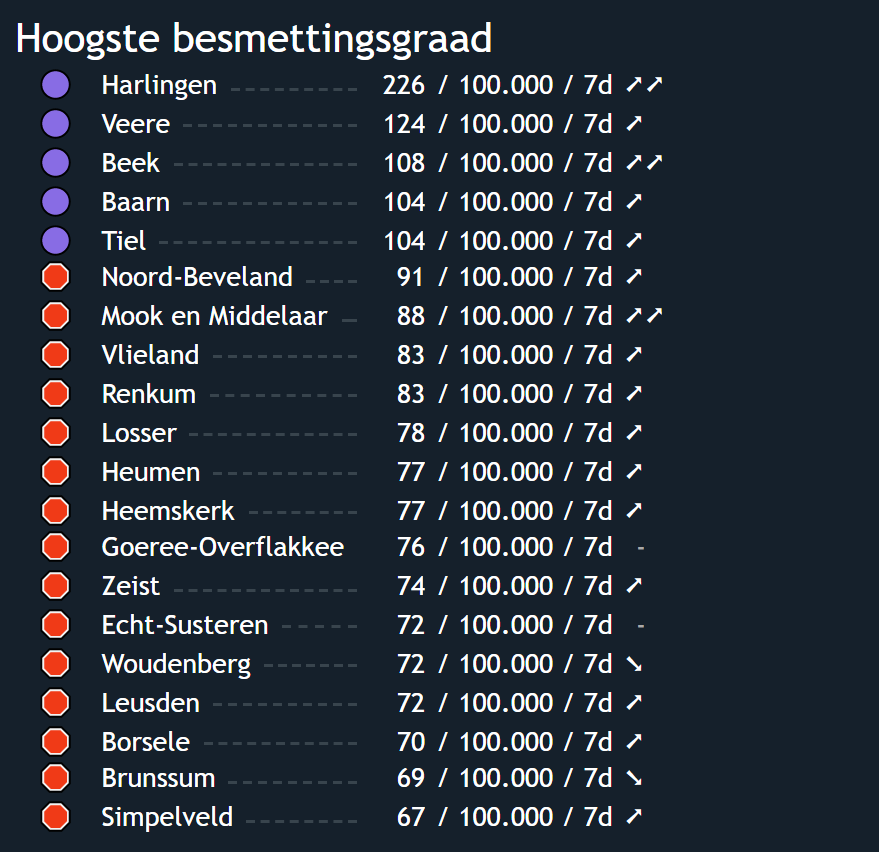 Hoogste besmettingsgraad
Harlingen 226 / 100.000 / 7d ➚➚
Veere 124 / 100.000 / 7d ➚
Beek 108 / 100.000 / 7d ➚➚
Baarn 104 / 100.000 / 7d ➚
Tiel 104 / 100.000 / 7d ➚
Noord-Beveland 91 / 100.000 / 7d ➚
Mook en Middelaar 88 / 100.000 / 7d ➚➚
Vlieland 83 / 100.000 / 7d ➚
Renkum 83 / 100.000 / 7d ➚
Losser 78 / 100.000 / 7d ➚
Heumen 77 / 100.000 / 7d ➚
Heemskerk 77 / 100.000 / 7d ➚
Goeree-Overflakkee 76 / 100.000 / 7d -
Zeist 74 / 100.000 / 7d ➚
Echt-Susteren 72 / 100.000 / 7d -
Woudenberg 72 / 100.000 / 7d ➘
Leusden 72 / 100.000 / 7d ➚
Borsele 70 / 100.000 / 7d ➚
Brunssum 69 / 100.000 / 7d ➘
Simpelveld 67 / 100.000 / 7d ➚